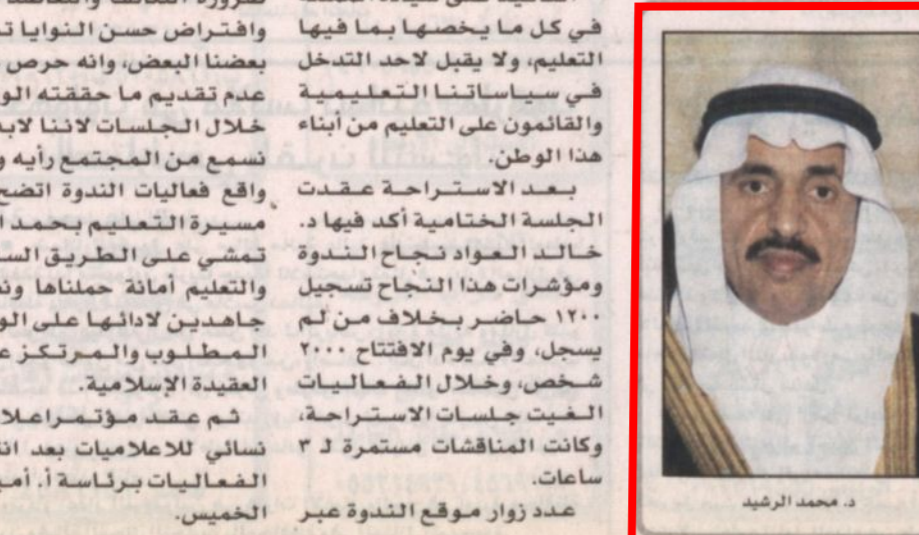 في كل ما يخصها بما فيها
التعليم، ولا يقبل لاحد التدخل
في سياساتنا التعليمية
والقائمون على التعليم من أبناء
هذا الوطن.
بعد الاستراحة عقدت
الجلسة الختامية أكد فيها د.
خالد العواد نجاح الندوة
ومؤشرات هذا النجاح تسجيل
١٢٠٠ حاضر بخلاف من لم
يسجل، وفي يوم الافتتاح ٢٠٠٠
شخص، وخلال الفعاليات
الغيت جلسات الاستراحة،
وكانت المناقشات مستمرة لـ ٣
ساعات.
عدد زوار موقع الندوة عبر
وافتراض حسن النوايا
بعضنا البعض، وانه حرص
عدم تقديم ما حققته
خلال الجلسات لاننا
نسمع من المجتمع رأيه
واقع فعاليات الندوة اتضح
مسيرة التعليم بحمد
تمشي على الطريق
والتعليم أمانة حملناها
جاهدين لادائها على
المطلوب والمرتكز
العقيدة الإسلامية.
ثم عقد مؤتمر
نسائي للاعلاميات بعد
الفعاليات برئاسة أ.
الخميس.
د. محمد الرشيد